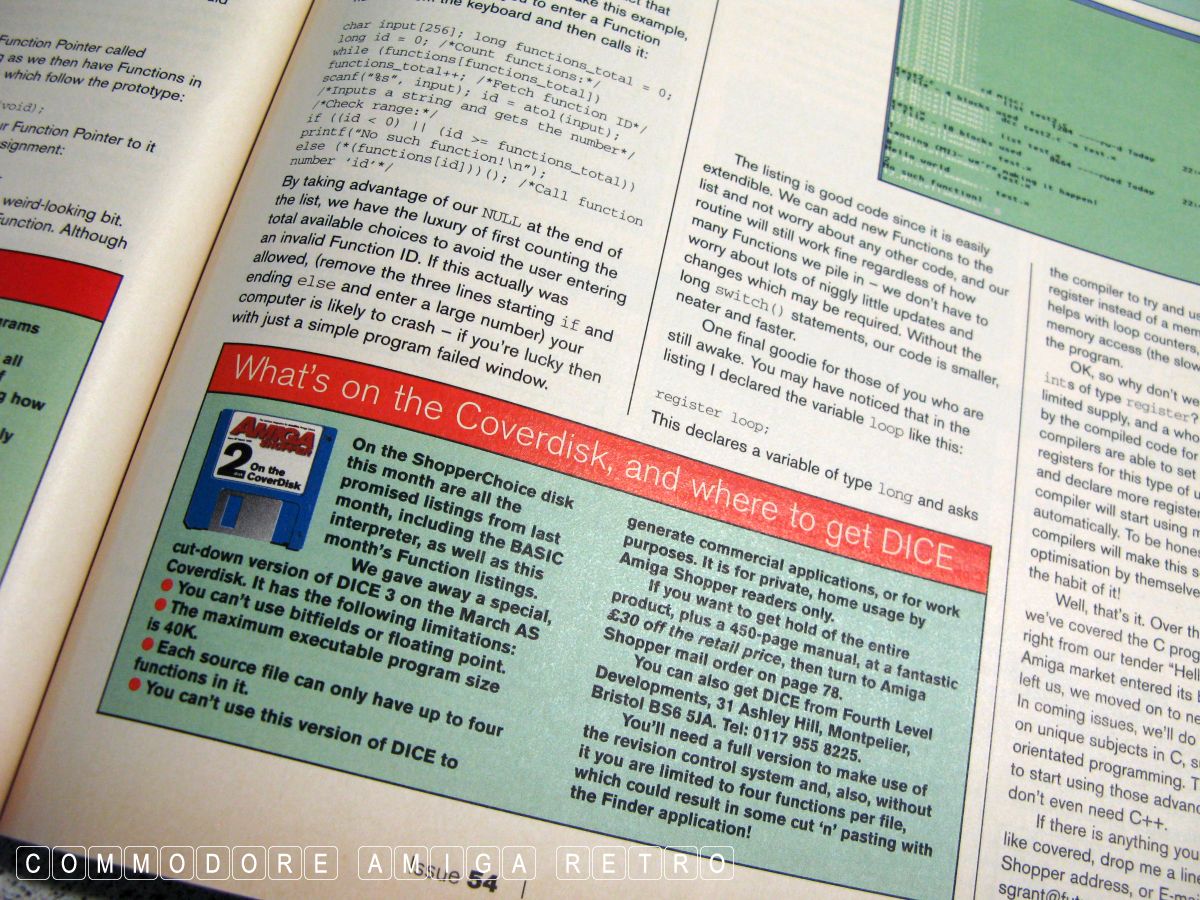 Function Pointer called
as we then have Functions in
which follow the prototype:
void);
r Function Pointer to it
signment:
weird-looking bit.
Function. Although
grams
all
f
ng how
ly
ke this example,
to enter a Function
the keyboard and then calls it:
char input[256]; long functions_total = 0;
long id = 0; /*Count functions:*/
while (functions[functions_total])
functions_total++; /*Fetch function ID*/
scanf("%s", input); id = atol(input);
/*Inputs a string and gets the number*/
/*Check range:*/
if ((id < 0) || (id >= functions_total))
printf("No such function!\n");
else (*(functions[id]))(); /*Call function
number 'id'*/
By taking advantage of our NULL at the end of
the list, we have the luxury of first counting the
total available choices to avoid the user entering
an invalid Function ID. If this actually was
allowed, (remove the three lines starting if and
ending else and enter a large number) your
computer is likely to crash – if you're lucky then
with just a simple program failed window.
The listing is good code since it is easily
extendible. We can add new Functions to the
list and not worry about any other code, and our
routine will still work fine regardless of how
many Functions we pile in – we don't have to
worry about lots of niggly little updates and
changes which may be required. Without the
long switch() statements, our code is smaller,
neater and faster.
One final goodie for those of you who are
still awake. You may have noticed that in the
listing I declared the variable loop like this:
register loop;
This declares a variable of type long and asks
the compiler to try and us
register instead of a mem
helps with loop counters
memory access (the slow
the program.
OK, so why don't we
ints of type register?
limited supply, and a who
by the compiled code for
compilers are able to set
registers for this type of u
and declare more register
compiler will start using m
automatically. To be hones
compilers will make this s
optimisation by themselve
the habit of it!
Well, that's it. Over th
we've covered the C prog
right from our tender "Hell
Amiga market entered its b
left us, we moved on to ne
In coming issues, we'll do
on unique subjects in C, su
orientated programming. T
to start using those advan
don't even need C++.
If there is anything you
like covered, drop me a line
Shopper address, or E-mai
sgrant@fut
What's on the Coverdisk, and where to get DICE
AMIGA
SHOPPER
2
On the
CoverDisk
On the ShopperChoice disk
this month are all the
promised listings from last
month, including the BASIC
interpreter, as well as this
month's Function listings.
We gave away a special,
cut-down version of DICE 3 on the March AS
Coverdisk. It has the following limitations:
● You can't use bitfields or floating point.
● The maximum executable program size
is 40K.
● Each source file can only have up to four
functions in it.
● You can't use this version of DICE to
generate commercial applications, or for work
purposes. It is for private, home usage by
Amiga Shopper readers only.
If you want to get hold of the entire
product, plus a 450-page manual, at a fantastic
£30 off the retail price, then turn to Amiga
Shopper mail order on page 78.
You can also get DICE from Fourth Level
Developments, 31 Ashley Hill, Montpelier,
Bristol BS6 5JA. Tel: 0117 955 8225.
You'll need a full version to make use of
the revision control system and, also, without
it you are limited to four functions per file,
which could result in some cut 'n' pasting with
the Finder application!
COMMODORE AMIGA RETRO
Issue 54